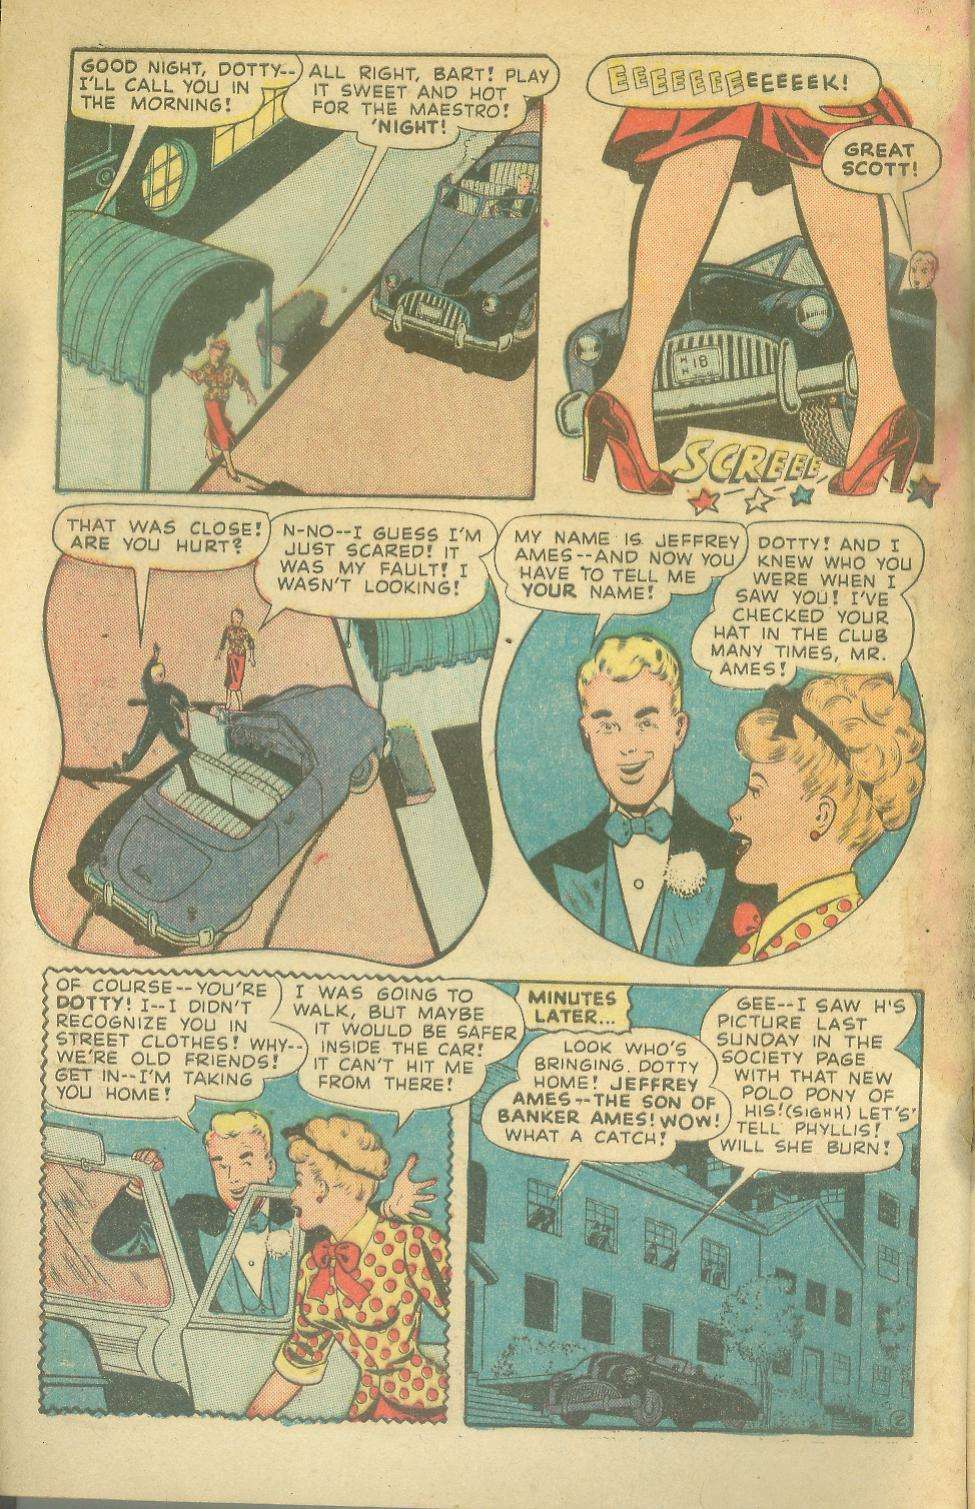 GOOD NIGHT, DOTTY--
I'LL CALL YOU IN
THE MORNING!
ALL RIGHT, BART! PLAY
IT SWEET AND HOT
FOR THE MAESTRO!
'NIGHT!
EEEEEEEEEEEEK!
GREAT
SCOTT!
SCREEE
THAT WAS CLOSE!
ARE YOU HURT?
N-NO--I GUESS I'M
JUST SCARED! IT
WAS MY FAULT! I
WASN'T LOOKING!
MY NAME IS JEFFREY
AMES--AND NOW YOU
HAVE TO TELL ME
YOUR NAME!
DOTTY! AND I
KNEW WHO YOU
WERE WHEN I
SAW YOU! I'VE
CHECKED YOUR
HAT IN THE CLUB
MANY TIMES, MR.
AMES!
OF COURSE--YOU'RE
DOTTY! I--I DIDN'T
RECOGNIZE YOU IN
STREET CLOTHES! WHY--
WE'RE OLD FRIENDS!
GET IN--I'M TAKING
YOU HOME!
I WAS GOING TO
WALK, BUT MAYBE
IT WOULD BE SAFER
INSIDE THE CAR!
IT CAN'T HIT ME
FROM THERE!
MINUTES
LATER...
LOOK WHO'S
BRINGING DOTTY
HOME! JEFFREY
AMES--THE SON OF
BANKER AMES! WOW!
WHAT A CATCH!
GEE--I SAW H'S
PICTURE LAST
SUNDAY IN THE
SOCIETY PAGE
WITH THAT NEW
POLO PONY OF
HIS! (SIGHH) LET'S
TELL PHYLLIS!
WILL SHE BURN!
2